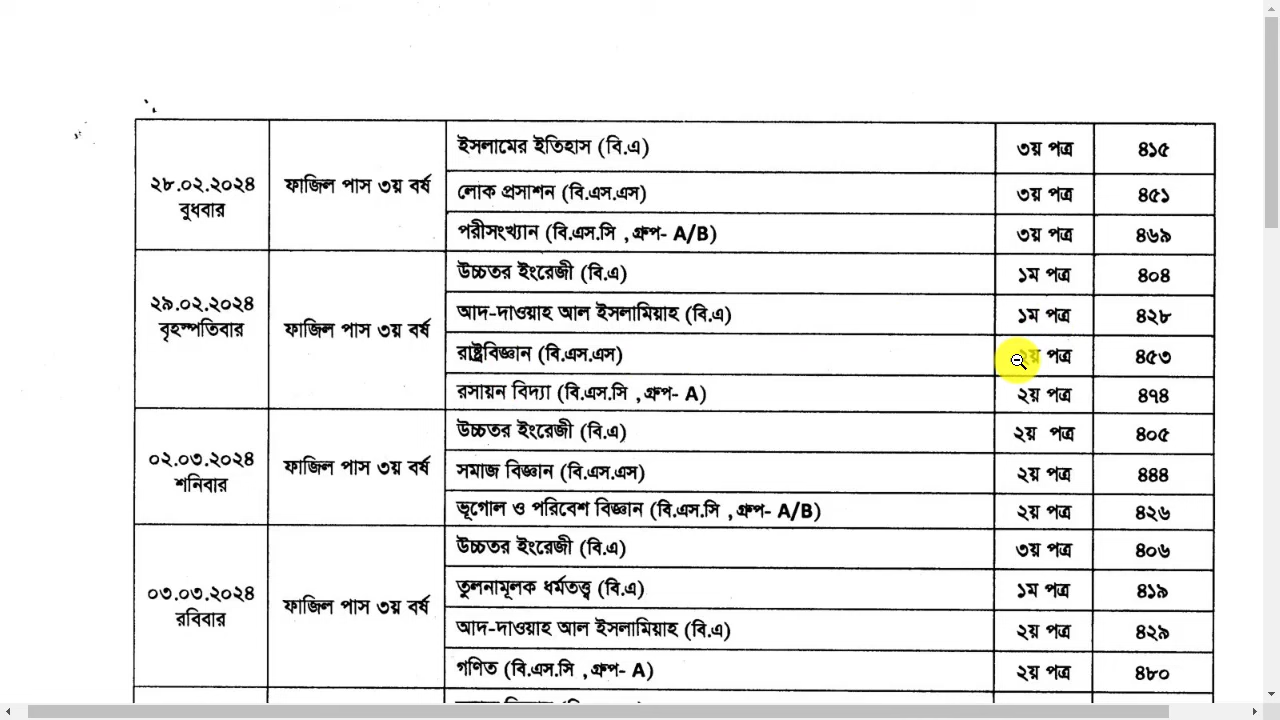 ২৮.০২.২০২৪
বুধবার
ফাজিল পাস ৩য় বর্ষ
ইসলামের ইতিহাস (বি.এ) ৩য় পত্র ৪১৫
লোক প্রসাশন (বি.এস.এস) ৩য় পত্র ৪৫১
পরীসংখ্যান (বি.এস.সি ,গ্রুপ- A/B) ৩য় পত্র ৪৬৯
২৯.০২.২০২৪
বৃহস্পতিবার
ফাজিল পাস ৩য় বর্ষ
উচ্চতর ইংরেজী (বি.এ) ১ম পত্র ৪০৪
আদ-দাওয়াহ আল ইসলামিয়াহ (বি.এ) ১ম পত্র ৪২৮
রাষ্ট্রবিজ্ঞান (বি.এস.এস) ২য় পত্র ৪৫৩
রসায়ন বিদ্যা (বি.এস.সি ,গ্রুপ- A) ২য় পত্র ৪৭৪
০২.০৩.২০২৪
শনিবার
ফাজিল পাস ৩য় বর্ষ
উচ্চতর ইংরেজী (বি.এ) ২য় পত্র ৪০৫
সমাজ বিজ্ঞান (বি.এস.এস) ২য় পত্র ৪৪৪
ভূগোল ও পরিবেশ বিজ্ঞান (বি.এস.সি ,গ্রুপ- A/B) ২য় পত্র ৪২৬
০৩.০৩.২০২৪
রবিবার
ফাজিল পাস ৩য় বর্ষ
উচ্চতর ইংরেজী (বি.এ) ৩য় পত্র ৪০৬
তুলনামূলক ধর্মতত্ত্ব (বি.এ) ১ম পত্র ৪১৯
আদ-দাওয়াহ আল ইসলামিয়াহ (বি.এ) ২য় পত্র ৪২৯
গণিত (বি.এস.সি ,গ্রুপ- A) ২য় পত্র ৪৮০